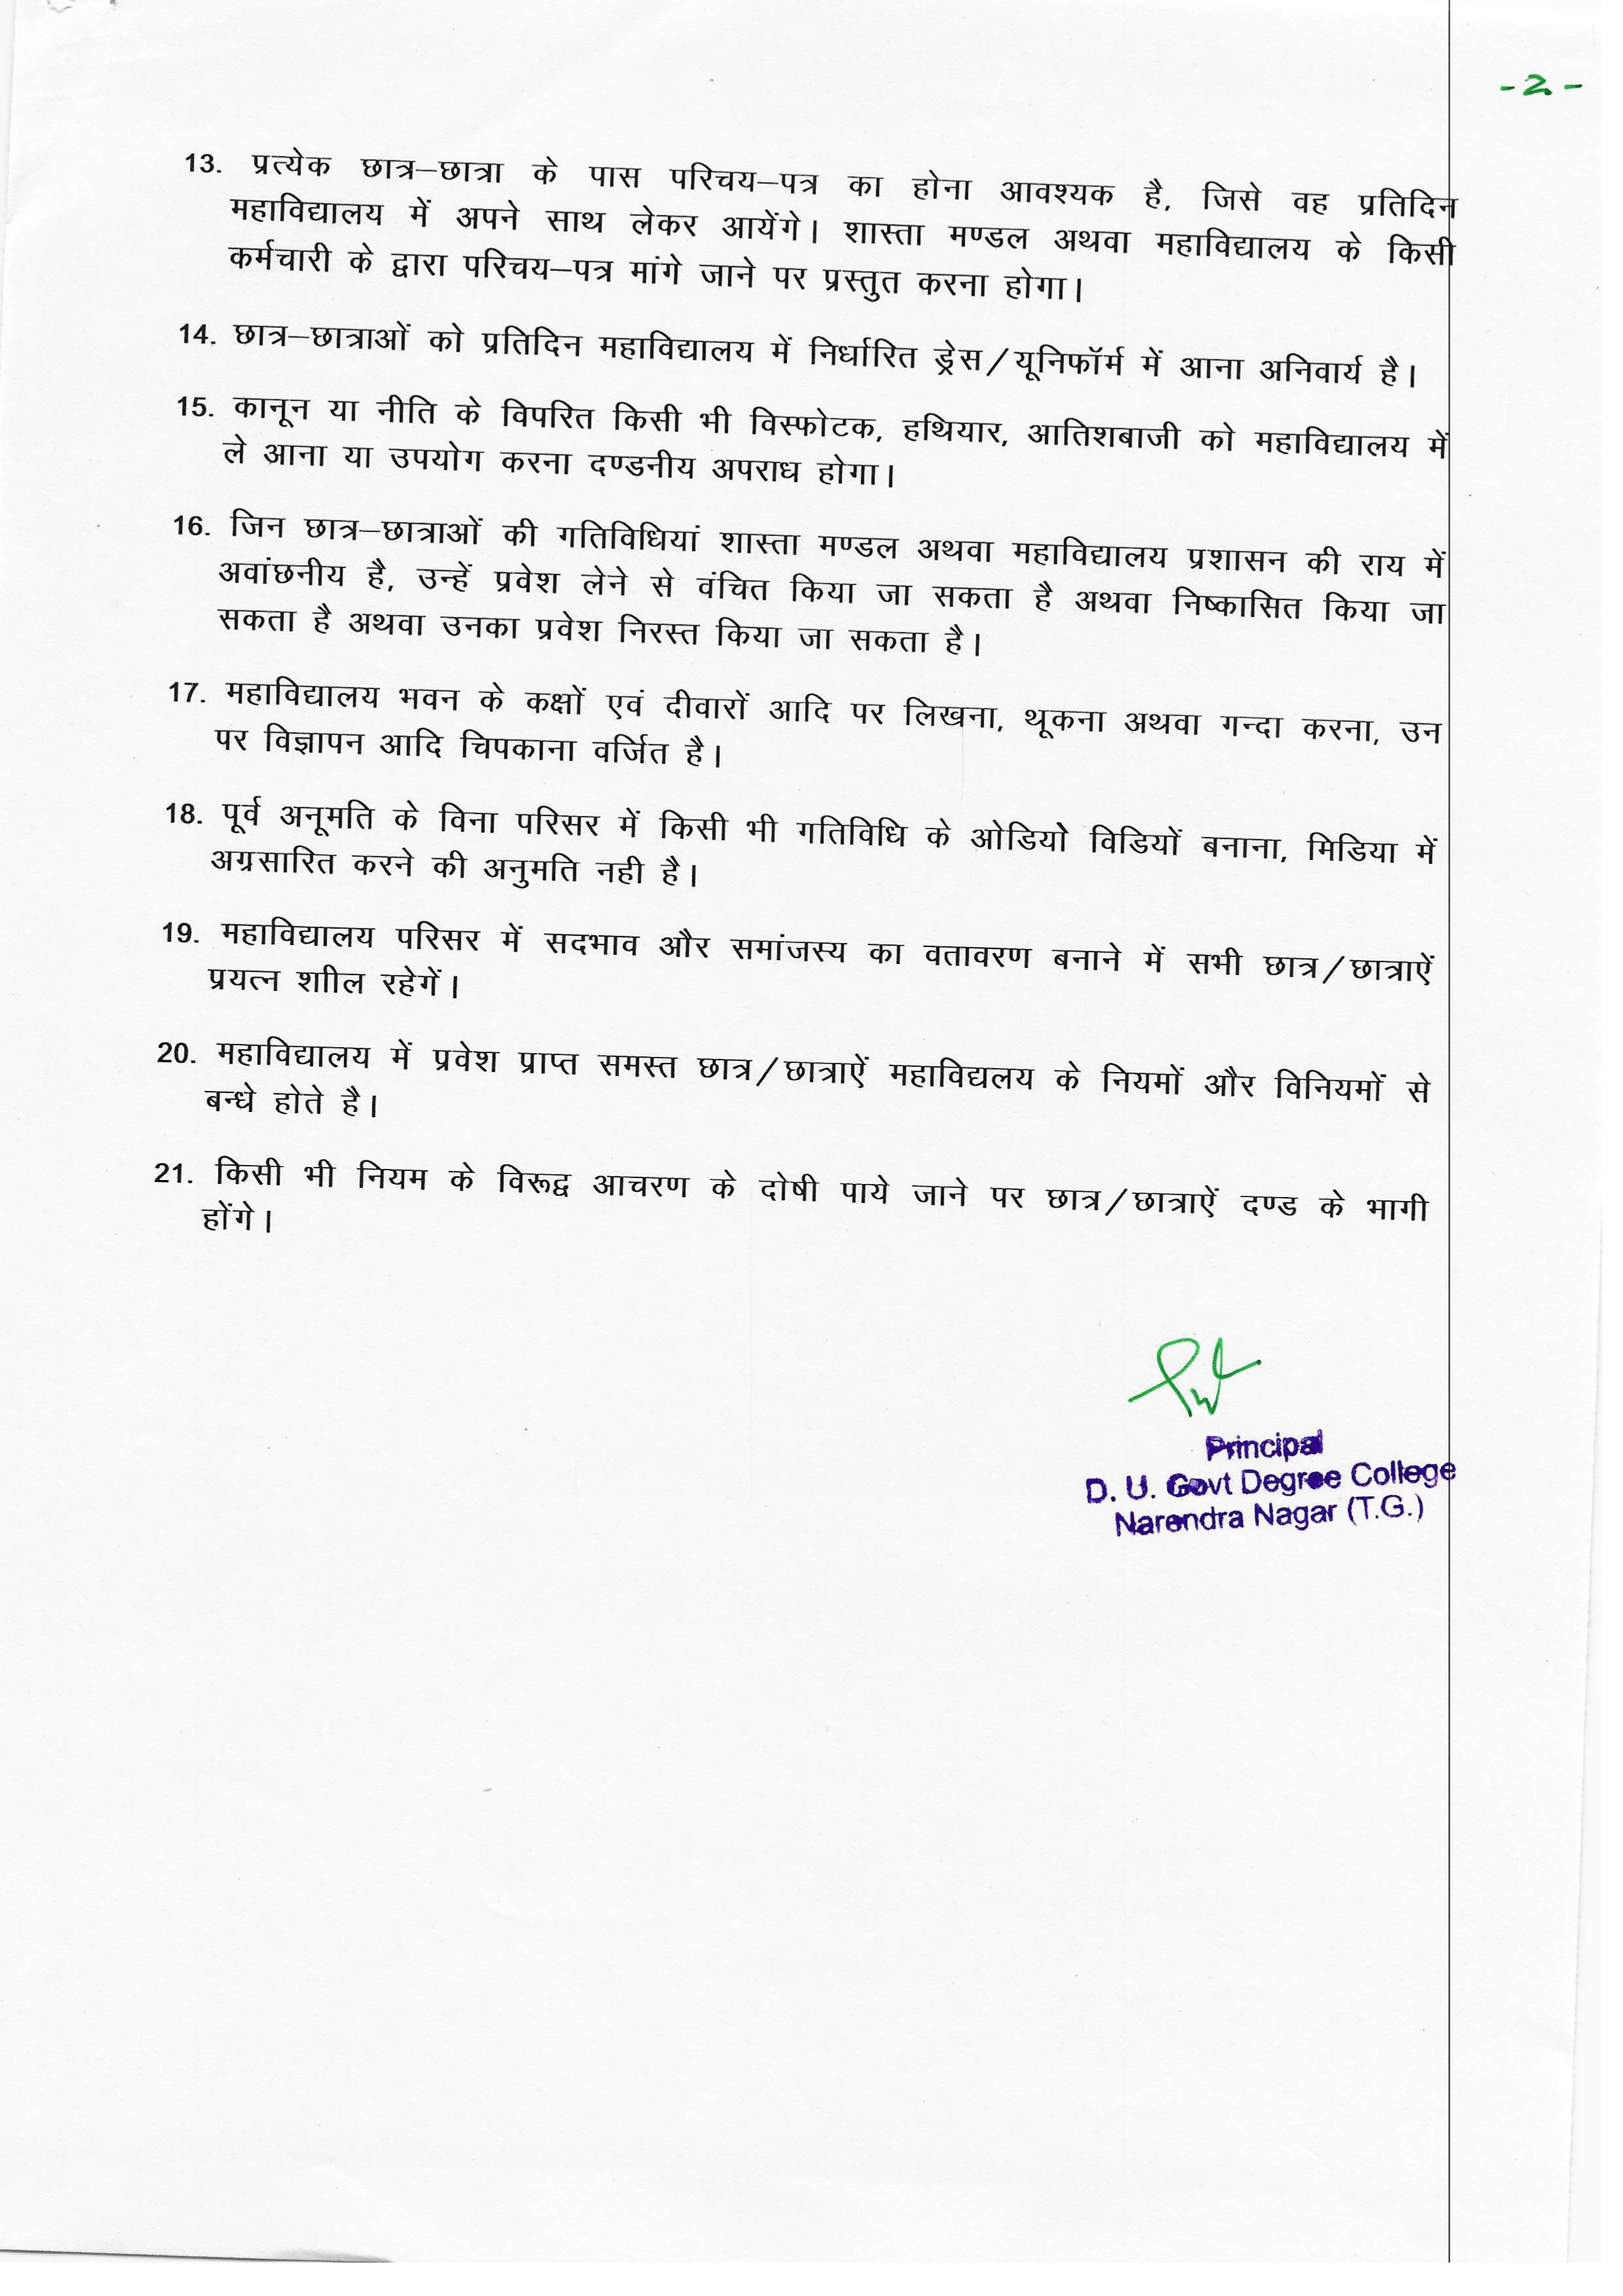 -2-
13. प्रत्येक छात्र–छात्रा के पास परिचय–पत्र का होना आवश्यक है, जिसे वह प्रतिदिन
महाविद्यालय में अपने साथ लेकर आयेंगे। शास्ता मण्डल अथवा महाविद्यालय के किसी
कर्मचारी के द्वारा परिचय–पत्र मांगे जाने पर प्रस्तुत करना होगा।
14. छात्र–छात्राओं को प्रतिदिन महाविद्यालय में निर्धारित ड्रेस/यूनिफॉर्म में आना अनिवार्य है।
15. कानून या नीति के विपरित किसी भी विस्फोटक, हथियार, आतिशबाजी को महाविद्यालय में
ले आना या उपयोग करना दण्डनीय अपराध होगा।
16. जिन छात्र–छात्राओं की गतिविधियां शास्ता मण्डल अथवा महाविद्यालय प्रशासन की राय में
अवांछनीय है, उन्हें प्रवेश लेने से वंचित किया जा सकता है अथवा निष्कासित किया जा
सकता है अथवा उनका प्रवेश निरस्त किया जा सकता है।
17. महाविद्यालय भवन के कक्षों एवं दीवारों आदि पर लिखना, थूकना अथवा गन्दा करना, उन
पर विज्ञापन आदि चिपकाना वर्जित है।
18. पूर्व अनूमति के विना परिसर में किसी भी गतिविधि के ओडियो विडियों बनाना, मिडिया में
अग्रसारित करने की अनुमति नही है।
19. महाविद्यालय परिसर में सदभाव और समांजस्य का वतावरण बनाने में सभी छात्र/छात्राऐं
प्रयत्न शाील रहेगें।
20. महाविद्यालय में प्रवेश प्राप्त समस्त छात्र/छात्राऐं महाविद्यलय के नियमों और विनियमों से
बन्धे होते है।
21. किसी भी नियम के विरूद्व आचरण के दोषी पाये जाने पर छात्र/छात्राऐं दण्ड के भागी
होंगे।
Principal
D. U. Govt Degree College
Narendra Nagar (T.G.)